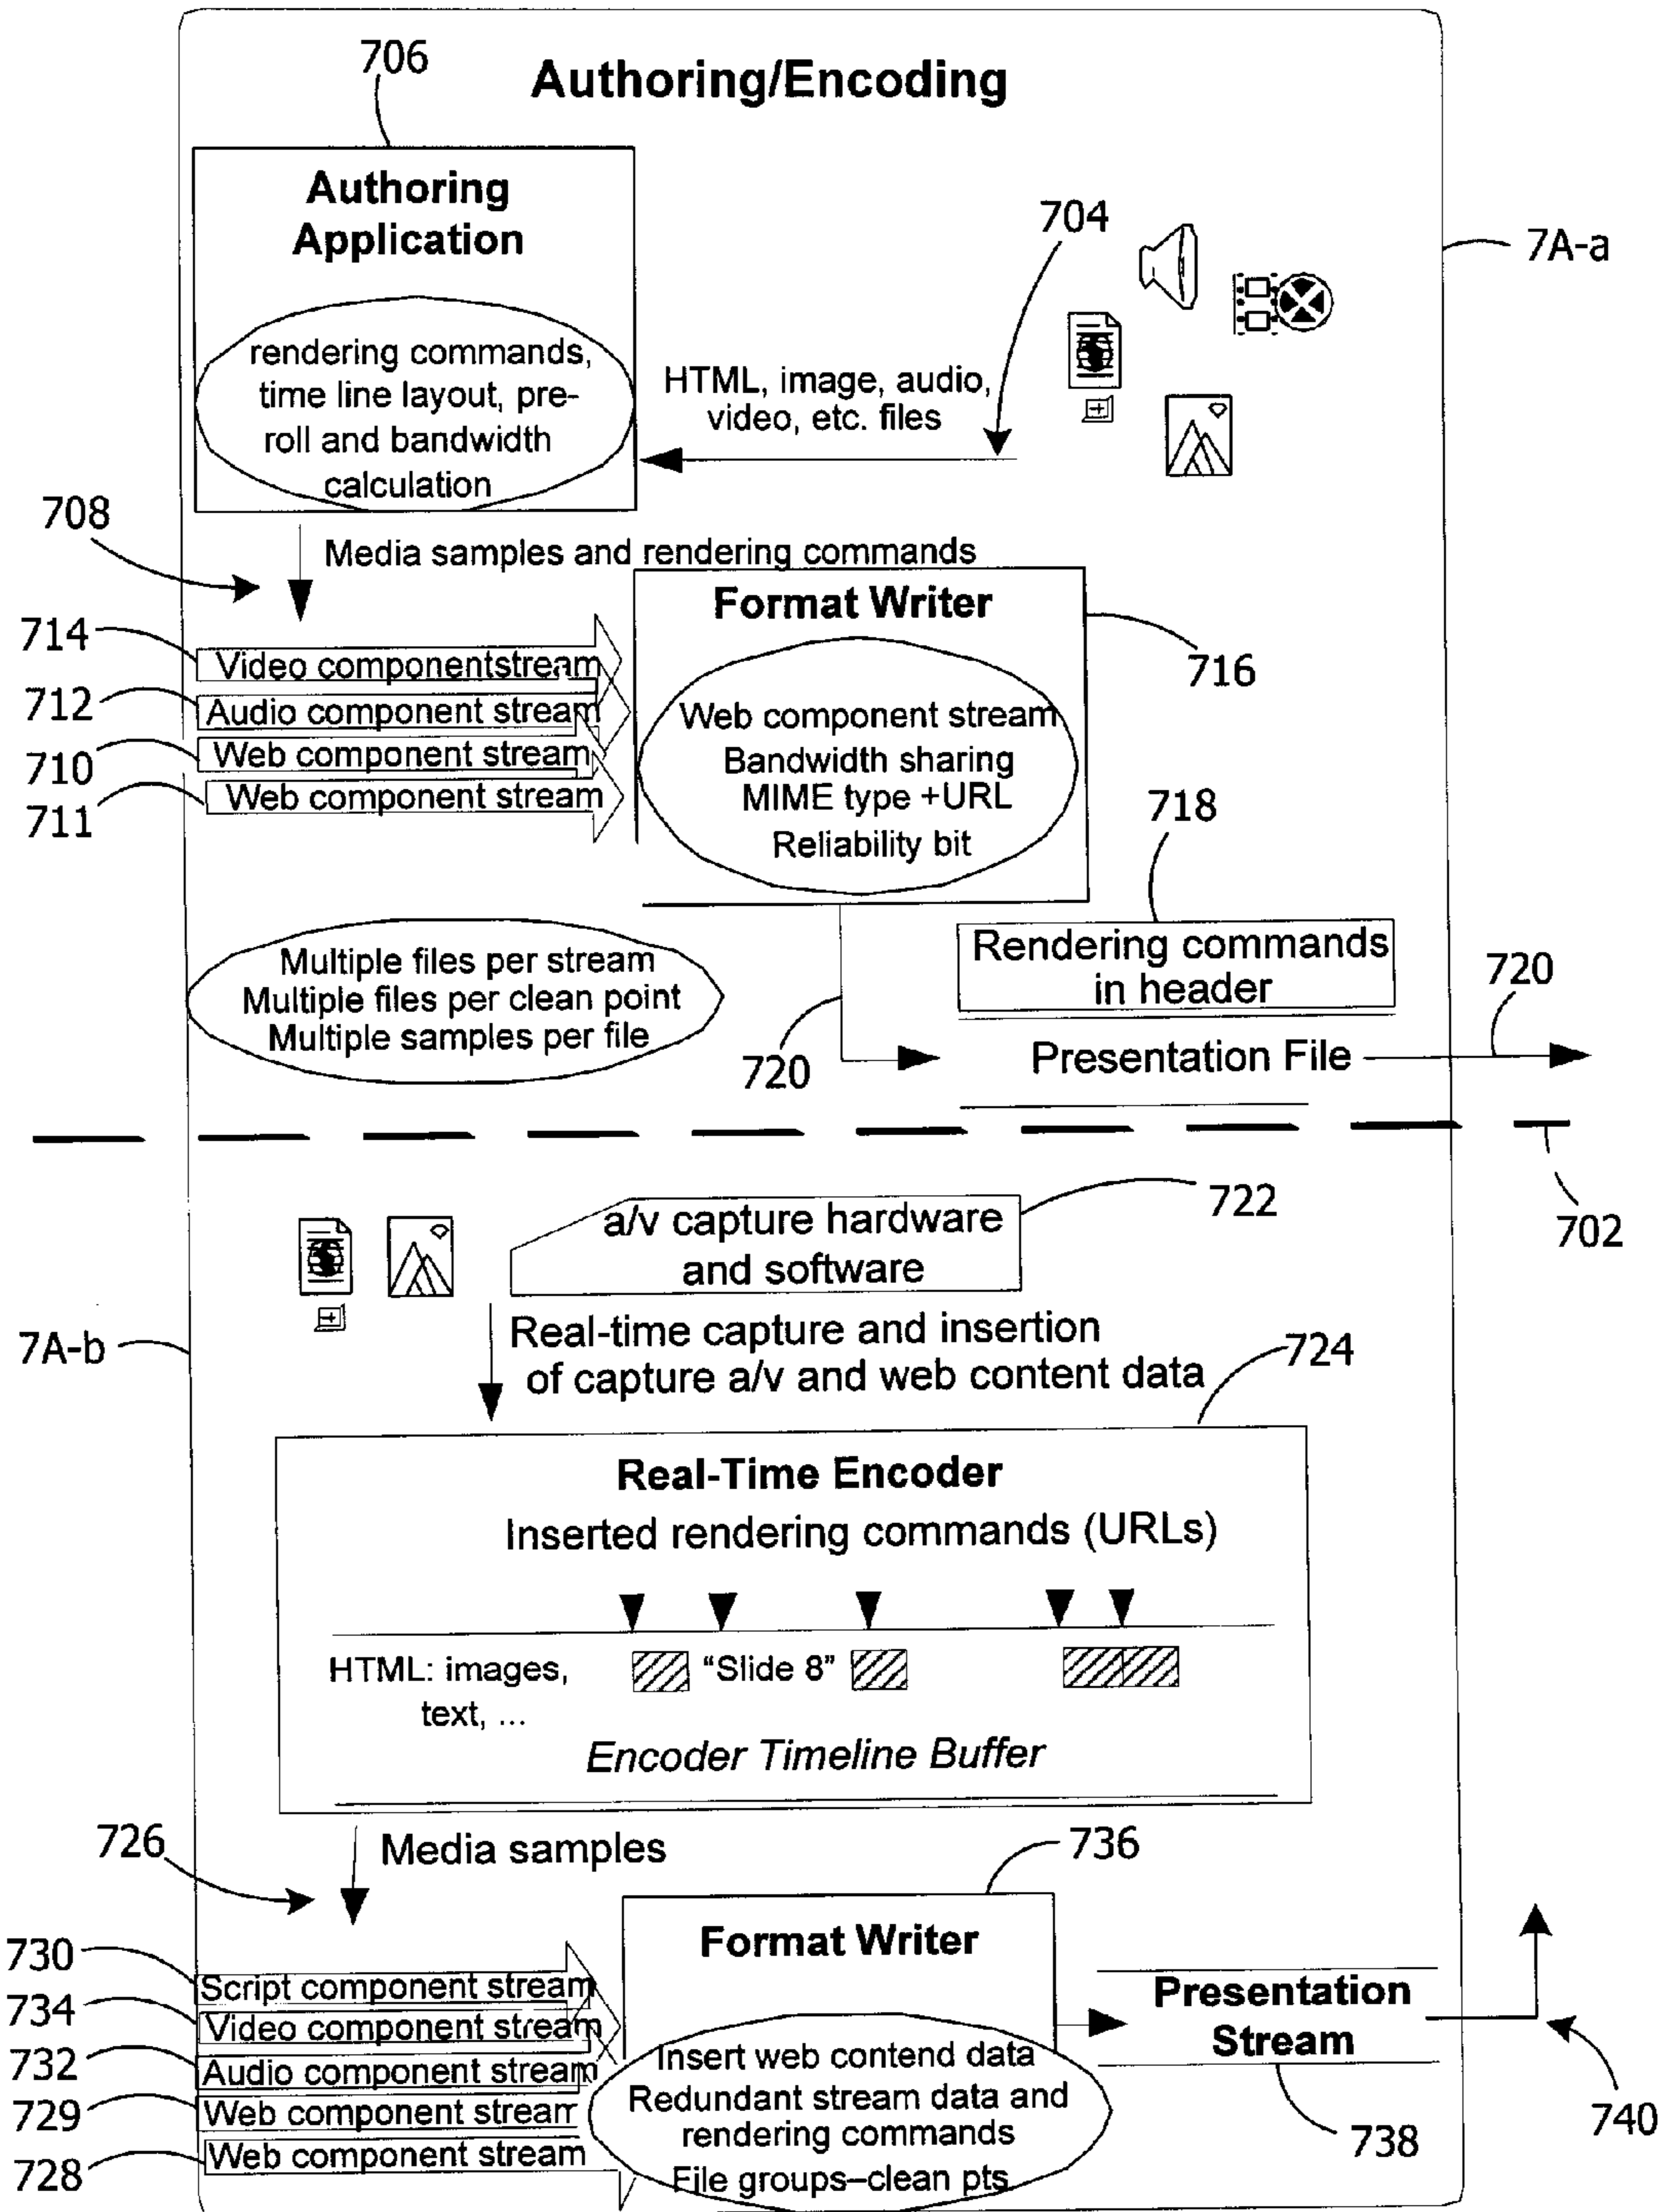 706
Authoring/Encoding
Authoring
Application
704
7A-a
rendering commands,
time line layout, pre-
roll and bandwidth
calculation
HTML, image, audio,
video, etc. files
708
Media samples and rendering commands
Format Writer
714
Video componentstream
716
712
Audio component stream
710
Web component stream
711
Web component stream
Web component stream
Bandwidth sharing
MIME type +URL
Reliability bit
718
Multiple files per stream
Multiple files per clean point
Multiple samples per file
Rendering commands
in header
720
720
Presentation File
722
702
a/v capture hardware
and software
7A-b
Real-time capture and insertion
of capture a/v and web content data
724
Real-Time Encoder
Inserted rendering commands (URLs)
HTML: images,
text, ...
"Slide 8"
Encoder Timeline Buffer
726
Media samples
736
Format Writer
730
Script component stream
734
Video component stream
732
Audio component stream
729
Web component stream
728
Web component stream
Insert web contend data
Redundant stream data and
rendering commands
File groups–clean pts
Presentation
Stream
738
740